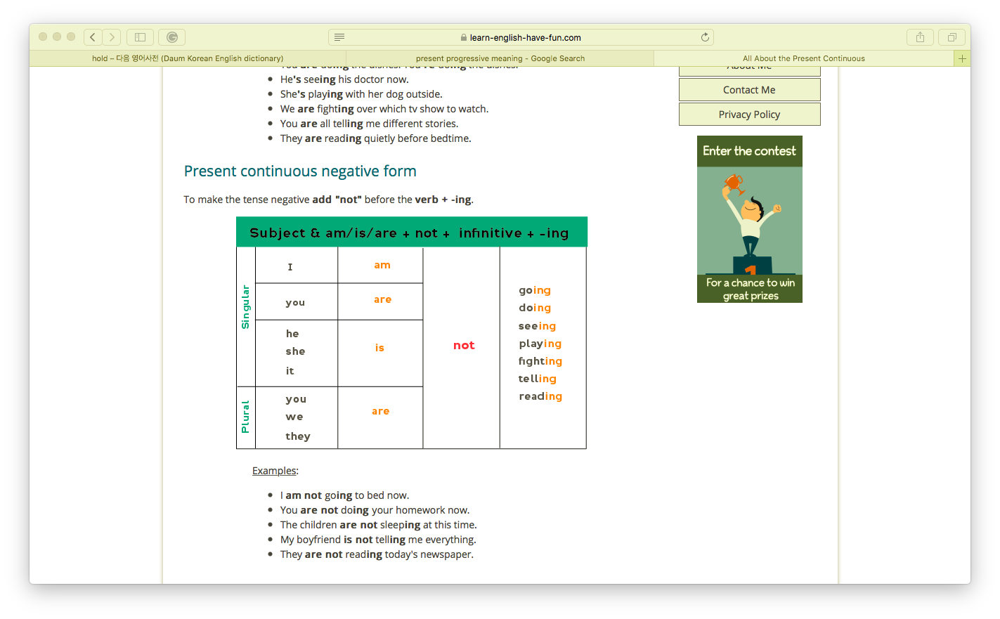 learn-english-have-fun.com
hold – 다음 영어사전 (Daum Korean English dictionary)
present progressive meaning - Google Search
All About the Present Continuous
You are doing the dishes. You're doing the dishes.
He's seeing his doctor now.
She's playing with her dog outside.
We are fighting over which tv show to watch.
You are all telling me different stories.
They are reading quietly before bedtime.
Present continuous negative form
To make the tense negative add "not" before the verb + -ing.
Subject & am/is/are + not + infinitive + -ing
Singular
I
am
you
are
he
she
it
is
Plural
you
we
they
are
not
going
doing
seeing
playing
fighting
telling
reading
Examples:
I am not going to bed now.
You are not doing your homework now.
The children are not sleeping at this time.
My boyfriend is not telling me everything.
They are not reading today's newspaper.
About Me
Contact Me
Privacy Policy
Enter the contest
1
For a chance to win
great prizes